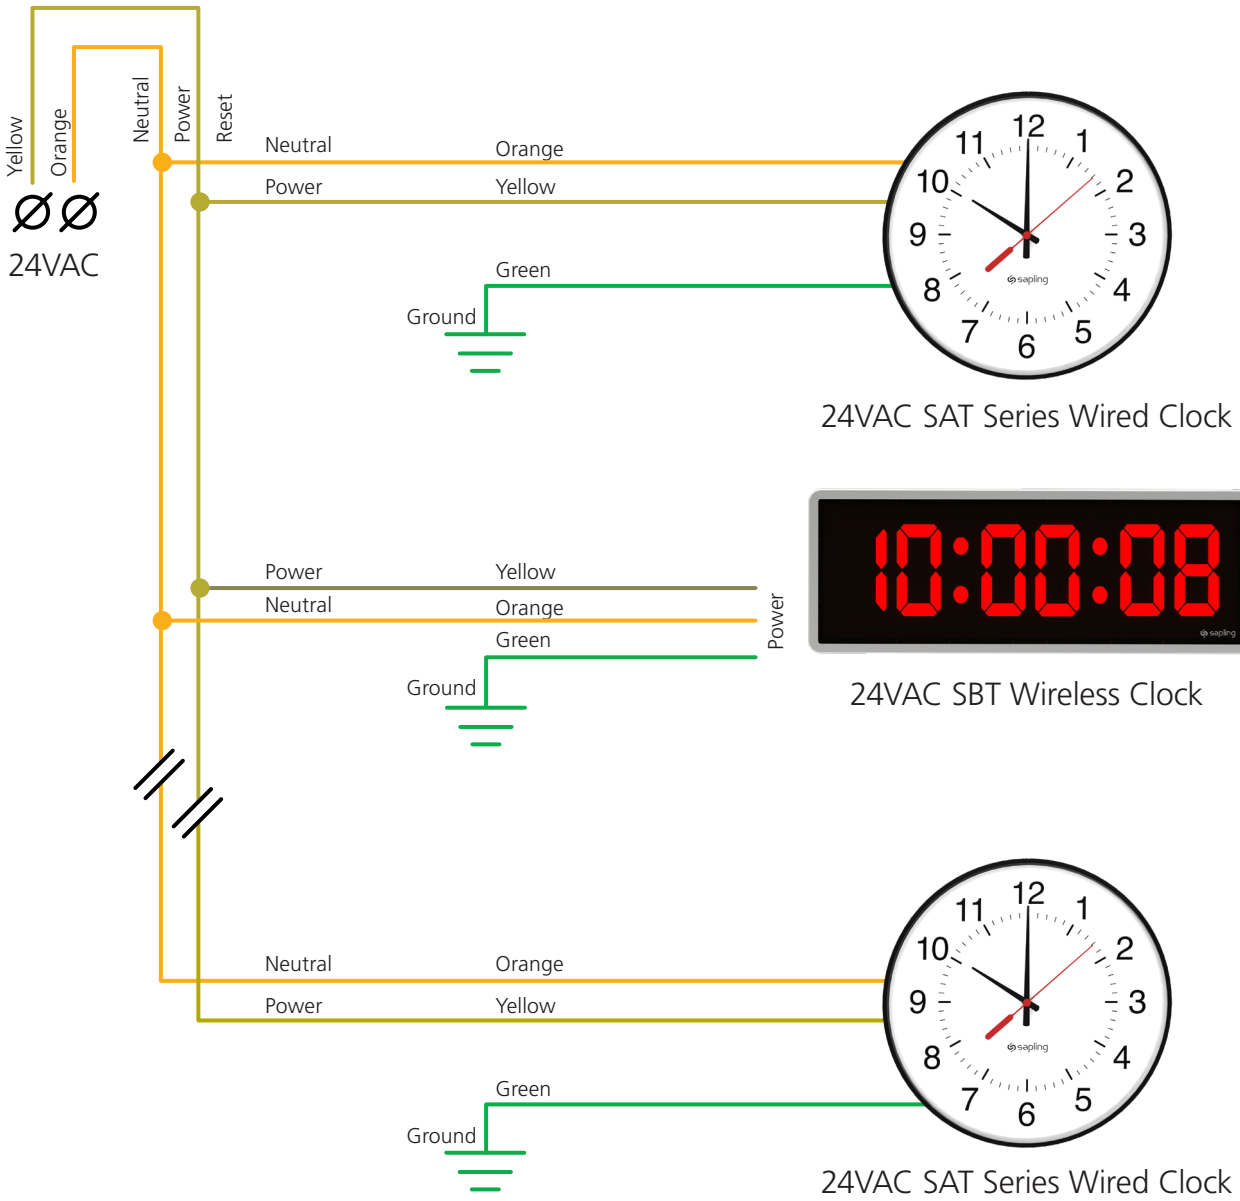 Yellow
Orange
Neutral
Power
Reset
24VAC
Neutral
Orange
Power
Yellow
Green
Ground
12
1
2
3
4
5
6
7
8
9
10
11
sapling
24VAC SAT Series Wired Clock
Power
Yellow
Neutral
Orange
Green
Ground
Power
10:00:08
sapling
24VAC SBT Wireless Clock
Neutral
Orange
Power
Yellow
Green
Ground
12
1
2
3
4
5
6
7
8
9
10
11
sapling
24VAC SAT Series Wired Clock